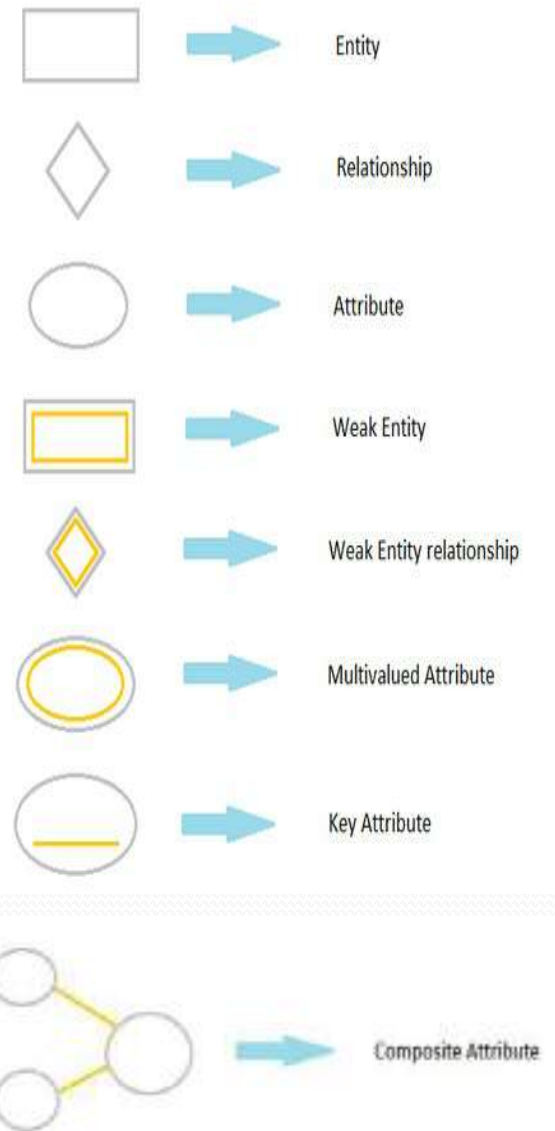 Entity
Relationship
Attribute
Weak Entity
Weak Entity relationship
Multivalued Attribute
Key Attribute
Composite Attribute